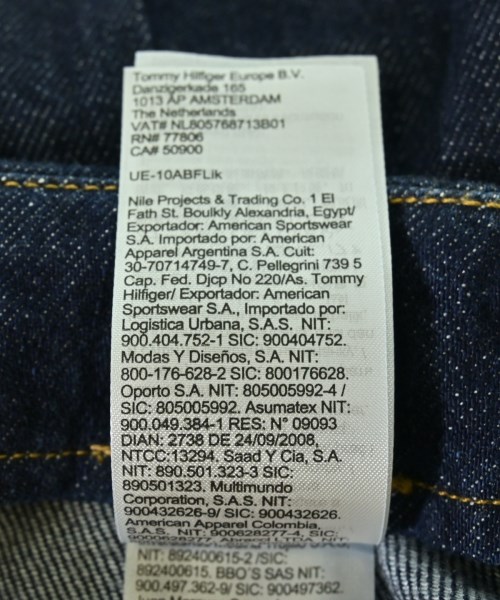 Tommy Hilfiger Europe B.V.
Danzigerkade 165
1013 AP AMSTERDAM
The Netherlands
VAT# NL805768713B01
RN# 77806
CA# 50900
UE-10ABFLik
Nile Projects & Trading Co. 1 El
Fath St. Boulkly Alexandria, Egypt/
Exportador: American Sportswear
S.A. Importado por: American
Apparel Argentina S.A. Cuit:
30-70714749-7, C. Pellegrini 739 5
Cap. Fed. Djcp No 220/As. Tommy
Hilfiger/ Exportador: American
Sportswear S.A., Importado por:
Logistica Urbana, S.A.S. NIT:
900.404.752-1 SIC: 900404752.
Modas Y Diseños, S.A. NIT:
800-176-628-2 SIC: 800176628.
Oporto S.A. NIT: 805005992-4 /
SIC: 805005992. Asumatex NIT:
900.049.384-1 RES: N° 09093
DIAN: 2738 DE 24/09/2008,
NTCC:13294. Saad Y Cia, S.A.
NIT: 890.501.323-3 SIC:
890501323. Multimundo
Corporation, S.A.S. NIT:
900432626-9/ SIC: 900432626.
American Apparel Colombia,
S.A.S. NIT: 900628277-4, SIC:
900628277. LTDA. NIT:
NIT: 892400615-2 /SIC:
892400615. BBO'S SAS NIT:
900.497.362-9/ SIC: 900497362.